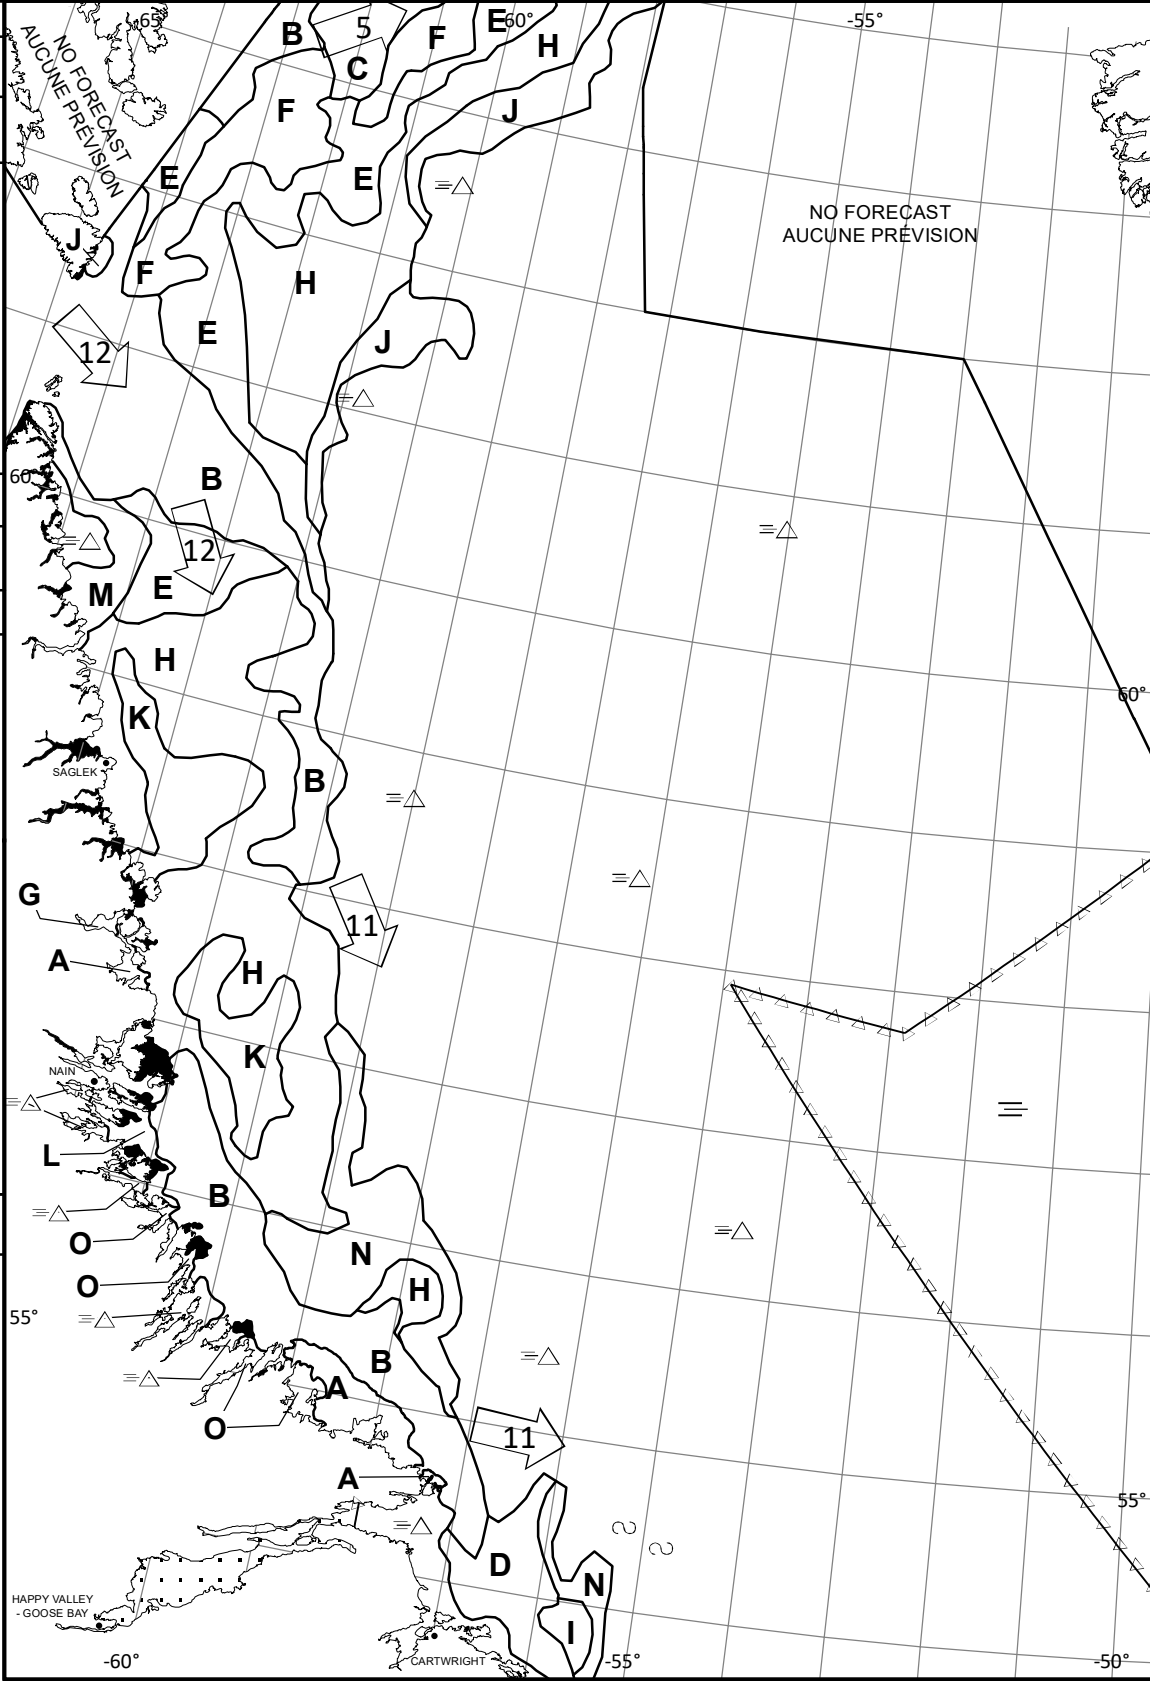 65°
B
5
F
E
60°
H
-55°
C
NO FORECAST
AUCUNE PRÉVISION
F
J
E
E
NO FORECAST
AUCUNE PRÉVISION
J
F
H
E
J
12
B
60°
12
M
E
H
K
60°
B
SAGLEK
G
11
A
H
K
NAIN
L
B
O
N
O
H
55°
B
A
O
11
A
55°
D
N
HAPPY VALLEY
- GOOSE BAY
I
CARTWRIGHT
-60°
-55°
-50°